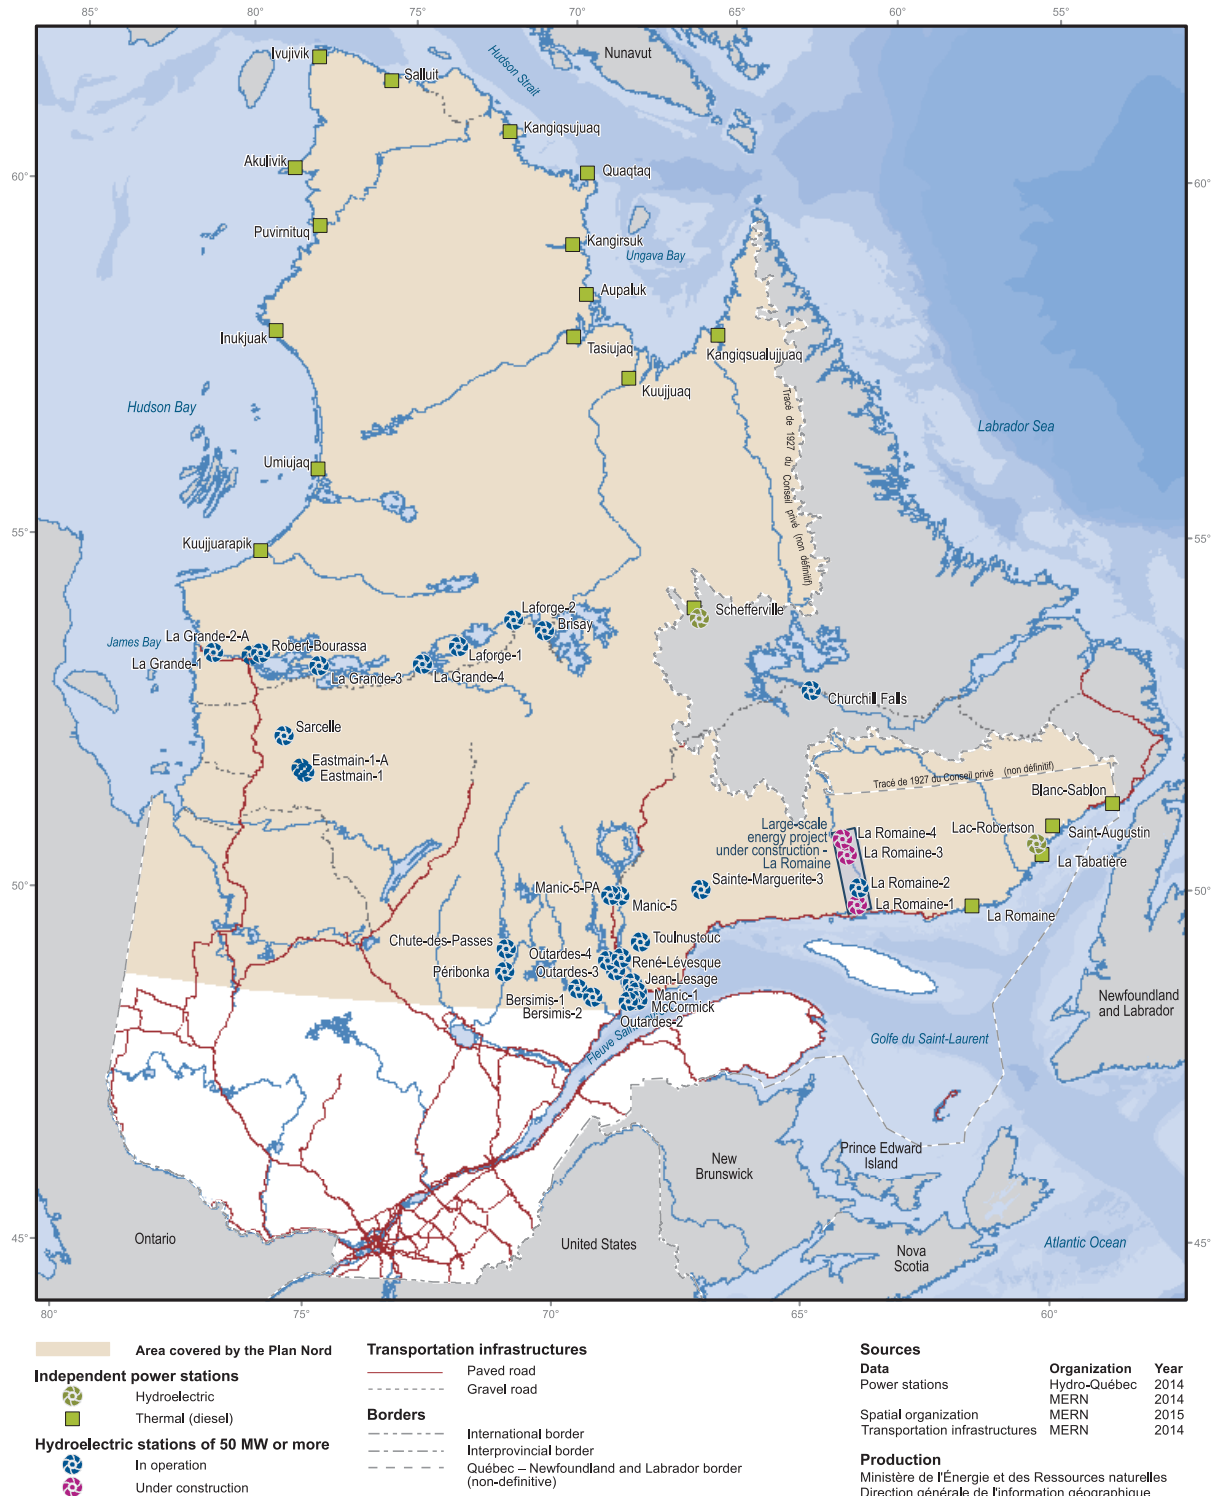 85°
80°
75°
70°
65°
60°
55°
Ivujivik
Salluit
Hudson Strait
Nunavut
Kangiqsujuaq
Akulivik
Quaqtaq
60°
60°
Puvirnituq
Kangirsuk
Ungava Bay
Aupaluk
Inukjuak
Tasiujaq
Kangiqsualujjuaq
Kuujjuaq
Hudson Bay
Labrador Sea
Tracé de 1927 du Conseil privé (non définitif)
Umiujaq
55°
55°
Kuujjuarapik
Laforge-2
Schefferville
Brisay
James Bay
La Grande-2-A
Robert-Bourassa
La Grande-1
Laforge-1
La Grande-3
La Grande-4
Churchill Falls
Sarcelle
Eastmain-1-A
Eastmain-1
Tracé de 1927 du Conseil privé (non définitif)
Blanc-Sablon
Large-scale
energy project
under construction -
La Romaine
La Romaine-4
La Romaine-3
Lac-Robertson
Saint-Augustin
La Tabatière
50°
50°
Manic-5-PA
Manic-5
Sainte-Marguerite-3
La Romaine-2
La Romaine-1
La Romaine
Chute-des-Passes
Toulnustouc
Outardes-4
René-Lévesque
Péribonka
Outardes-3
Jean-Lesage
Bersimis-1
Manic-1
Bersimis-2
McCormick
Outardes-2
Newfoundland
and Labrador
Golfe du Saint-Laurent
Prince Edward
Island
New
Brunswick
45°
45°
Ontario
United States
Nova
Scotia
Atlantic Ocean
80°
75°
70°
65°
60°
Area covered by the Plan Nord
Independent power stations
Hydroelectric
Thermal (diesel)
Hydroelectric stations of 50 MW or more
In operation
Under construction
Transportation infrastructures
Paved road
Gravel road
Borders
International border
Interprovincial border
Québec – Newfoundland and Labrador border
(non-definitive)
Sources
Data Organization Year
Power stations Hydro-Québec 2014
MERN 2014
Spatial organization MERN 2015
Transportation infrastructures MERN 2014
Production
Ministère de l'Énergie et des Ressources naturelles
Direction générale de l'information géographique